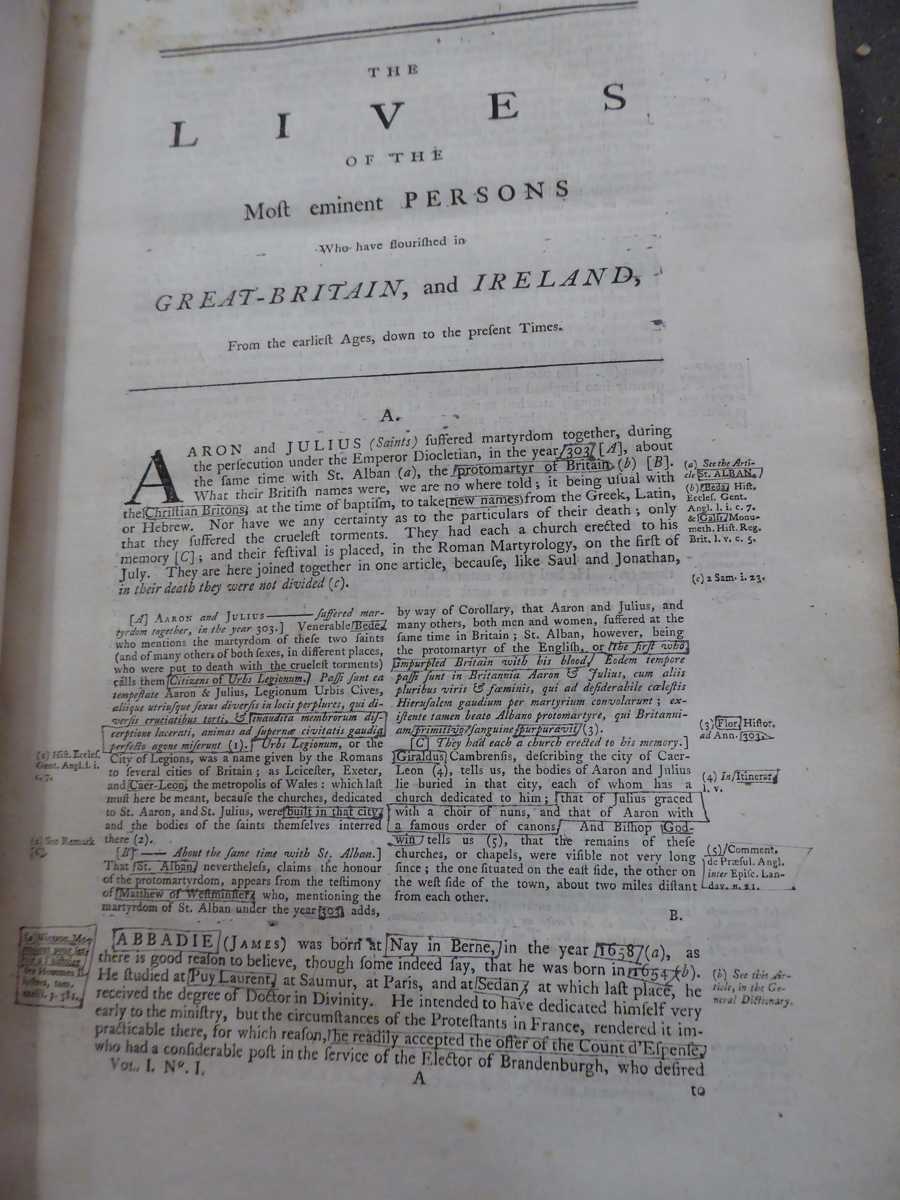 THE
LIVES
OF THE
Moſt eminent PERSONS
Who have flouriſhed in
GREAT-BRITAIN, and IRELAND,
From the earlieſt Ages, down to the preſent Times.
A.
AARON and JULIUS (Saints) ſuffered martyrdom together, during
the perſecution under the Emperor Diocletian, in the year 303 [A], about
the ſame time with St. Alban (a), the protomartyr of Britain (b) [B].
What their Britiſh names were, we are no where told; it being uſual with
the Chriſtian Britons, at the time of baptiſm, to take new names from the Greek, Latin,
or Hebrew. Nor have we any certainty as to the particulars of their death; only
that they ſuffered the crueleſt torments. They had each a church erected to his
memory [C]; and their feſtival is placed, in the Roman Martyrology, on the firſt of
July. They are here joined together in one article, becauſe, like Saul and Jonathan,
in their death they were not divided (c).
(a) See the Arti-
cle St. ALBAN.
(b) Beda, Hiſt.
Eccleſ. Gent.
Angl. l. i. c. 7.
& Galfr. Monu-
meth. Hiſt. Reg.
Brit. l. v. c. 5.
(c) 2 Sam. i. 23.
[A] AARON and JULIUS —— ſuffered mar-
tyrdom together, in the year 303.] Venerable Bede,
who mentions the martyrdom of theſe two ſaints
(and of many others of both ſexes, in different places,
who were put to death with the crueleſt torments)
calls them Citizens of Urbs Legionum. Paſſi ſunt ea
tempeſtate Aaron & Julius, Legionum Urbis Cives,
aliique utriuſque ſexus diverſis in locis perplures, qui di-
verſis cruciatibus torti, & inaudita membrorum diſ-
cerptione lacerati, animas ad ſupernæ civitatis gaudia
perfecto agone miſerunt (1). Urbs Legionum, or the
City of Legions, was a name given by the Romans
to ſeveral cities of Britain; as Leiceſter, Exeter,
and Caer-Leon, the metropolis of Wales: which laſt
muſt here be meant, becauſe the churches, dedicated
to St. Aaron, and St. Julius, were built in that city,
and the bodies of the ſaints themſelves interred
there (2).
[B] —— About the ſame time with St. Alban.]
That St. Alban, nevertheleſs, claims the honour
of the protomartyrdom, appears from the teſtimony
of Matthew of Weſtminſter, who, mentioning the
martyrdom of St. Alban under the year 303, adds,
(1) Hiſt. Eccleſ.
Gent. Angl. l. i.
c. 7.
(2) See Remark
[C].
by way of Corollary, that Aaron and Julius, and
many others, both men and women, ſuffered at the
ſame time in Britain; St. Alban, however, being
the protomartyr of the Engliſh, or the firſt who
impurpled Britain with his blood. Eodem tempore
paſſi ſunt in Britannia Aaron & Julius, cum aliis
pluribus viris & fœminis, qui ad deſiderabile cœleſtis
Hieruſalem gaudium per martyrium convolarunt; ex-
iſtente tamen beato Albano protomartyre, qui Britanni-
am primitivo ſanguine purpuravit (3).
[C] They had each a church erected to his memory.]
Giraldus Cambrenſis, deſcribing the city of Caer-
Leon (4), tells us, the bodies of Aaron and Julius
lie buried in that city, each of whom has a
church dedicated to him; that of Julius graced
with a choir of nuns, and that of Aaron with
a famous order of canons. And Biſhop God-
win tells us (5), that the remains of theſe
churches, or chapels, were viſible not very long
ſince; the one ſituated on the eaſt ſide, the other on
the weſt ſide of the town, about two miles diſtant
from each other.
(3) Flor. Hiſtor.
ad Ann. 303.
(4) In Itinerar.
l. v.
(5) Comment.
de Præſul. Angl.
inter Epiſc. Lan-
dav. n. 21.
B.
ABBADIE (JAMES) was born at Nay in Berne, in the year 1658 (a), as
there is good reaſon to believe, though ſome indeed ſay, that he was born in 1654 (b).
He ſtudied at Puy Laurent, at Saumur, at Paris, and at Sedan; at which laſt place, he
received the degree of Doctor in Divinity. He intended to have dedicated himſelf very
early to the miniſtry, but the circumſtances of the Proteſtants in France, rendered it im-
practicable there, for which reaſon, he readily accepted the offer of the Count d'Eſpenſe,
who had a conſiderable poſt in the ſervice of the Elector of Brandenburgh, who deſired
(a) Niceron, Me-
p. 381.
(b) See this Ar-
ticle, in the Ge-
neral Dictionary.
VOL. I. No. I.
A
to